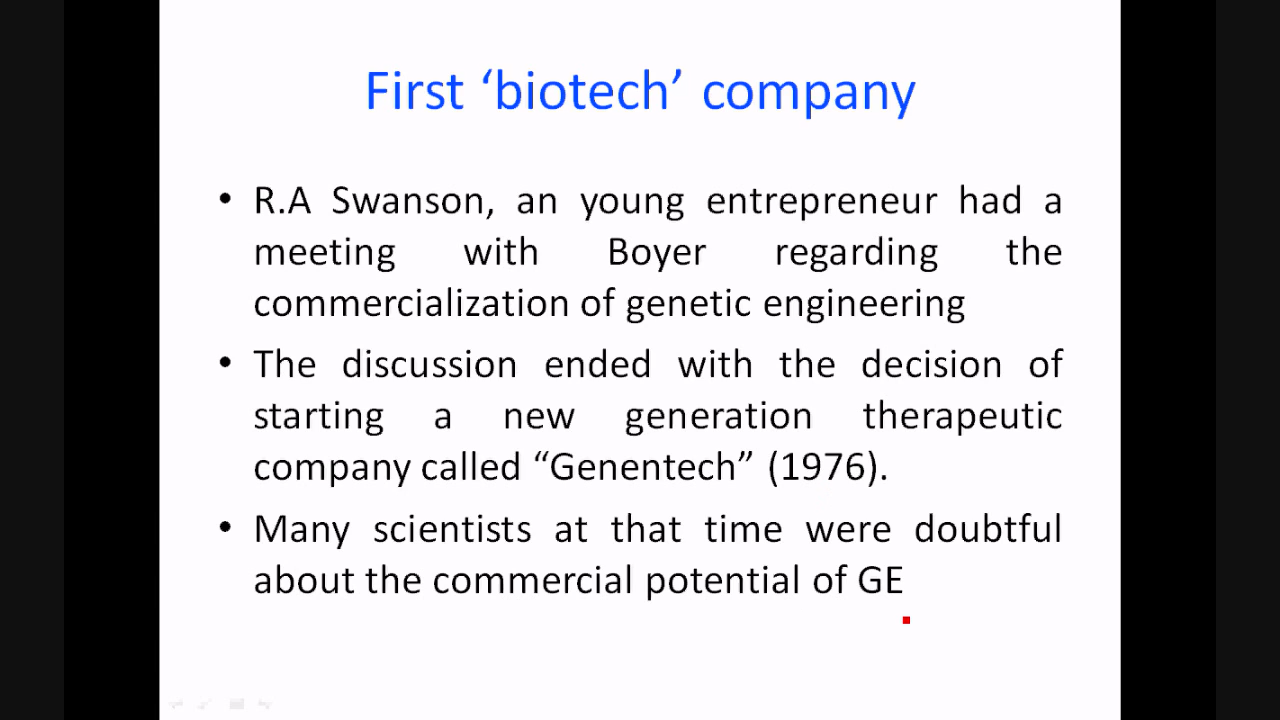 First ‘biotech’ company
• R.A Swanson, an young entrepreneur had a
meeting with Boyer regarding the
commercialization of genetic engineering
• The discussion ended with the decision of
starting a new generation therapeutic
company called “Genentech” (1976).
• Many scientists at that time were doubtful
about the commercial potential of GE